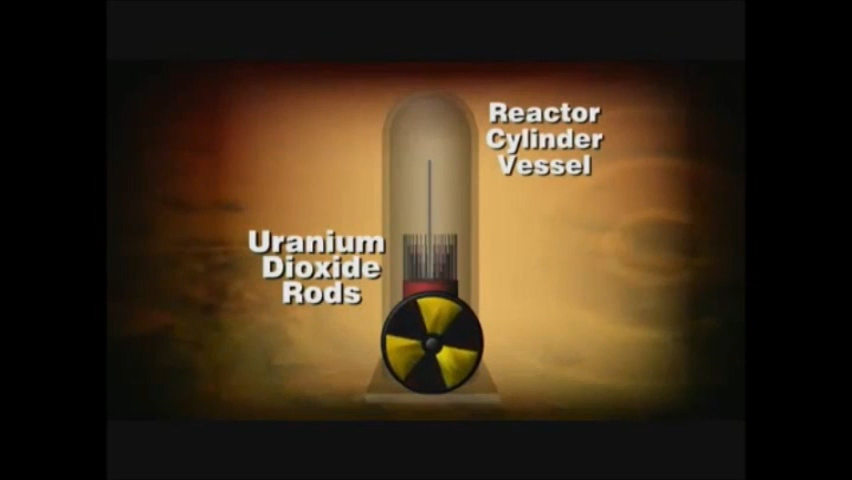 Reactor
Cylinder
Vessel
Uranium
Dioxide
Rods